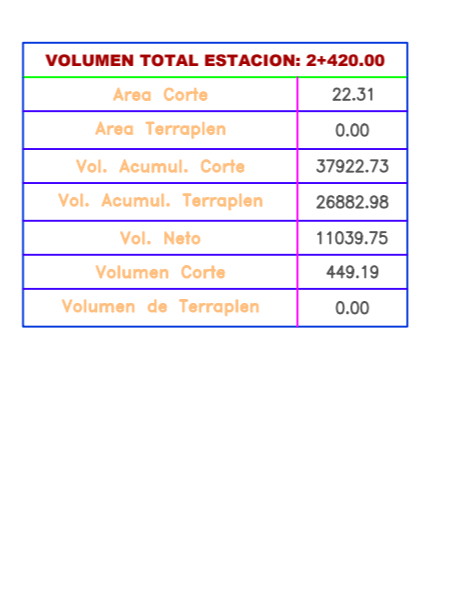 VOLUMEN TOTAL ESTACION: 2+420.00
Area Corte 22.31
Area Terraplen 0.00
Vol. Acumul. Corte 37922.73
Vol. Acumul. Terraplen 26882.98
Vol. Neto 11039.75
Volumen Corte 449.19
Volumen de Terraplen 0.00